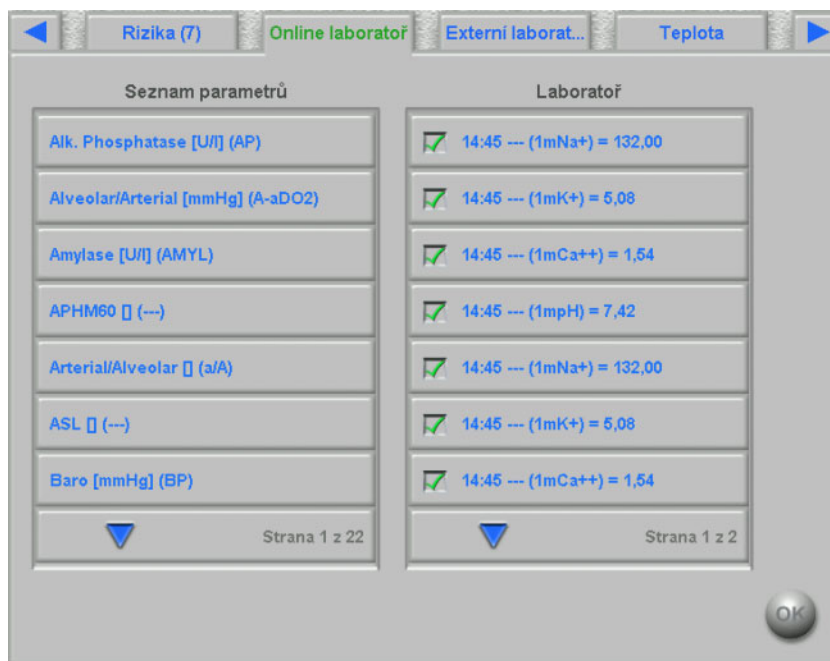 Rizika (7)
Online laboratoř
Externí laborat...
Teplota
Seznam parametrů
Alk. Phosphatase [U/l] (AP)
Alveolar/Arterial [mmHg] (A-aDO2)
Amylase [U/l] (AMYL)
APHM60 [] (---)
Arterial/Alveolar [] (a/A)
ASL [] (---)
Baro [mmHg] (BP)
Strana 1 z 22
Laboratoř
14:45 --- (1mNa+) = 132,00
14:45 --- (1mK+) = 5,08
14:45 --- (1mCa++) = 1,54
14:45 --- (1mpH) = 7,42
14:45 --- (1mNa+) = 132,00
14:45 --- (1mK+) = 5,08
14:45 --- (1mCa++) = 1,54
Strana 1 z 2
OK